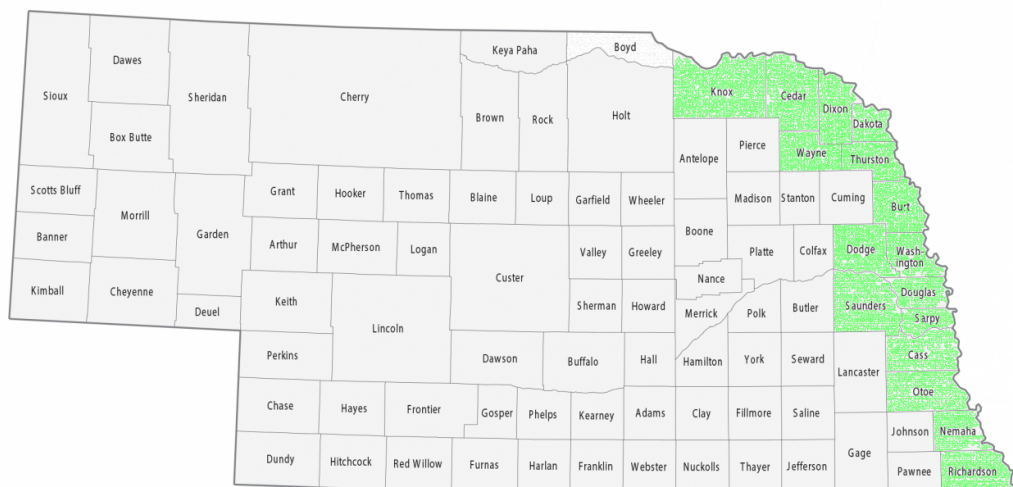 Keya Paha
Boyd
Dawes
Knox
Sioux
Sheridan
Cherry
Cedar
Dixon
Brown
Rock
Holt
Dakota
Box Butte
Pierce
Wayne
Antelope
Thurston
Scotts Bluff
Grant
Hooker
Thomas
Blaine
Loup
Garfield
Wheeler
Madison
Stanton
Cuming
Burt
Morrill
Garden
Banner
Arthur
McPherson
Logan
Custer
Valley
Greeley
Boone
Platte
Colfax
Dodge
Wash-
ington
Kimball
Cheyenne
Deuel
Keith
Lincoln
Sherman
Howard
Nance
Merrick
Polk
Butler
Saunders
Douglas
Sarpy
Perkins
Dawson
Buffalo
Hall
Hamilton
York
Seward
Lancaster
Cass
Otoe
Chase
Hayes
Frontier
Gosper
Phelps
Kearney
Adams
Clay
Fillmore
Saline
Johnson
Nemaha
Dundy
Hitchcock
Red Willow
Furnas
Harlan
Franklin
Webster
Nuckolls
Thayer
Jefferson
Gage
Pawnee
Richardson